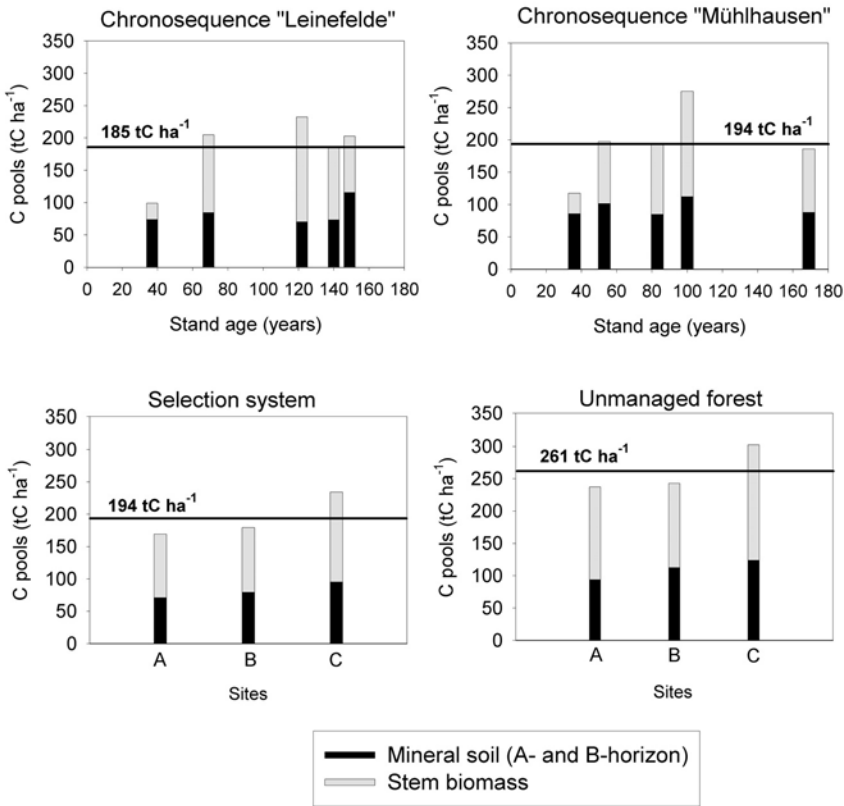 Chronosequence "Leinefelde"
350
300
250
200
150
100
50
0
C pools (tC ha⁻¹)
185 tC ha⁻¹
0 20 40 60 80 100 120 140 160 180
Stand age (years)
Chronosequence "Mühlhausen"
350
300
250
200
150
100
50
0
C pools (tC ha⁻¹)
194 tC ha⁻¹
0 20 40 60 80 100 120 140 160 180
Stand age (years)
Selection system
350
300
250
200
150
100
50
0
C pools (tC ha⁻¹)
194 tC ha⁻¹
A B C
Sites
Unmanaged forest
350
300
250
200
150
100
50
0
C pools (tC ha⁻¹)
261 tC ha⁻¹
A B C
Sites
Mineral soil (A- and B-horizon)
Stem biomass